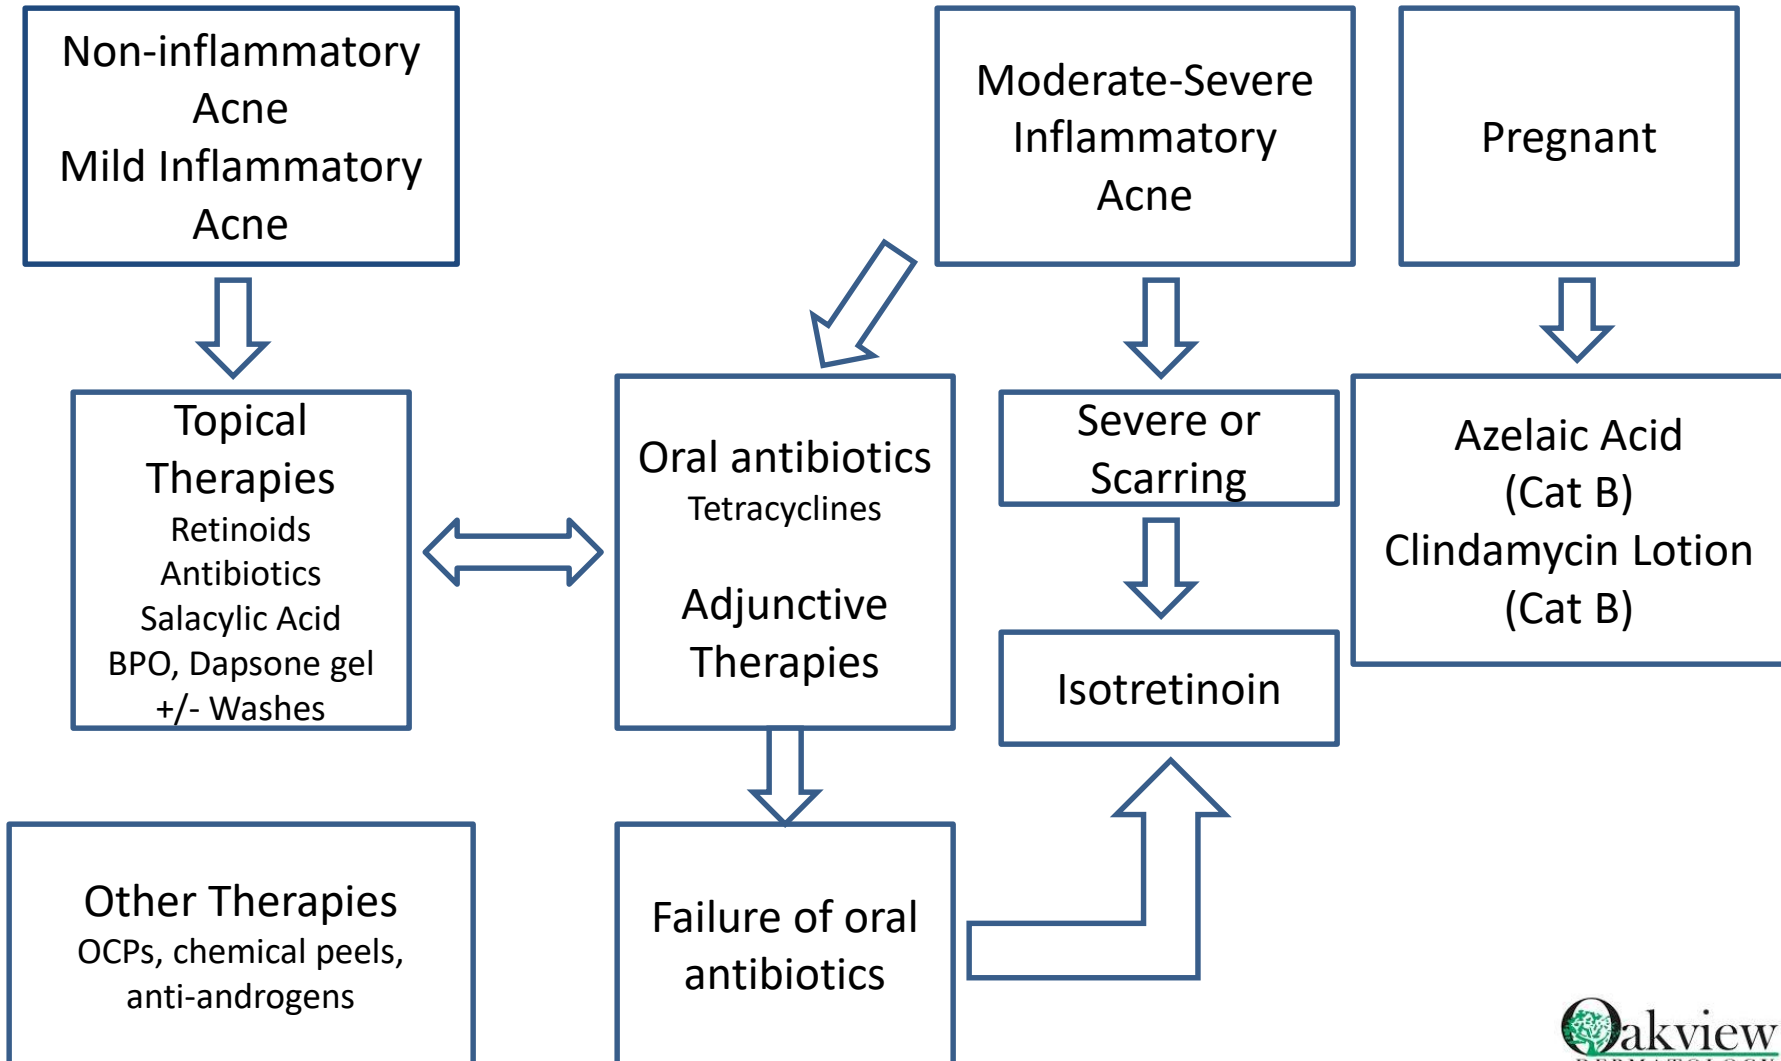 Non-inflammatory
Acne
Mild Inflammatory
Acne
Moderate-Severe
Inflammatory
Acne
Pregnant
Topical
Therapies
Retinoids
Antibiotics
Salacylic Acid
BPO, Dapsone gel
+/- Washes
Oral antibiotics
Tetracyclines
Adjunctive
Therapies
Severe or
Scarring
Isotretinoin
Azelaic Acid
(Cat B)
Clindamycin Lotion
(Cat B)
Other Therapies
OCPs, chemical peels,
anti-androgens
Failure of oral
antibiotics
Oakview
DERMATOLOGY